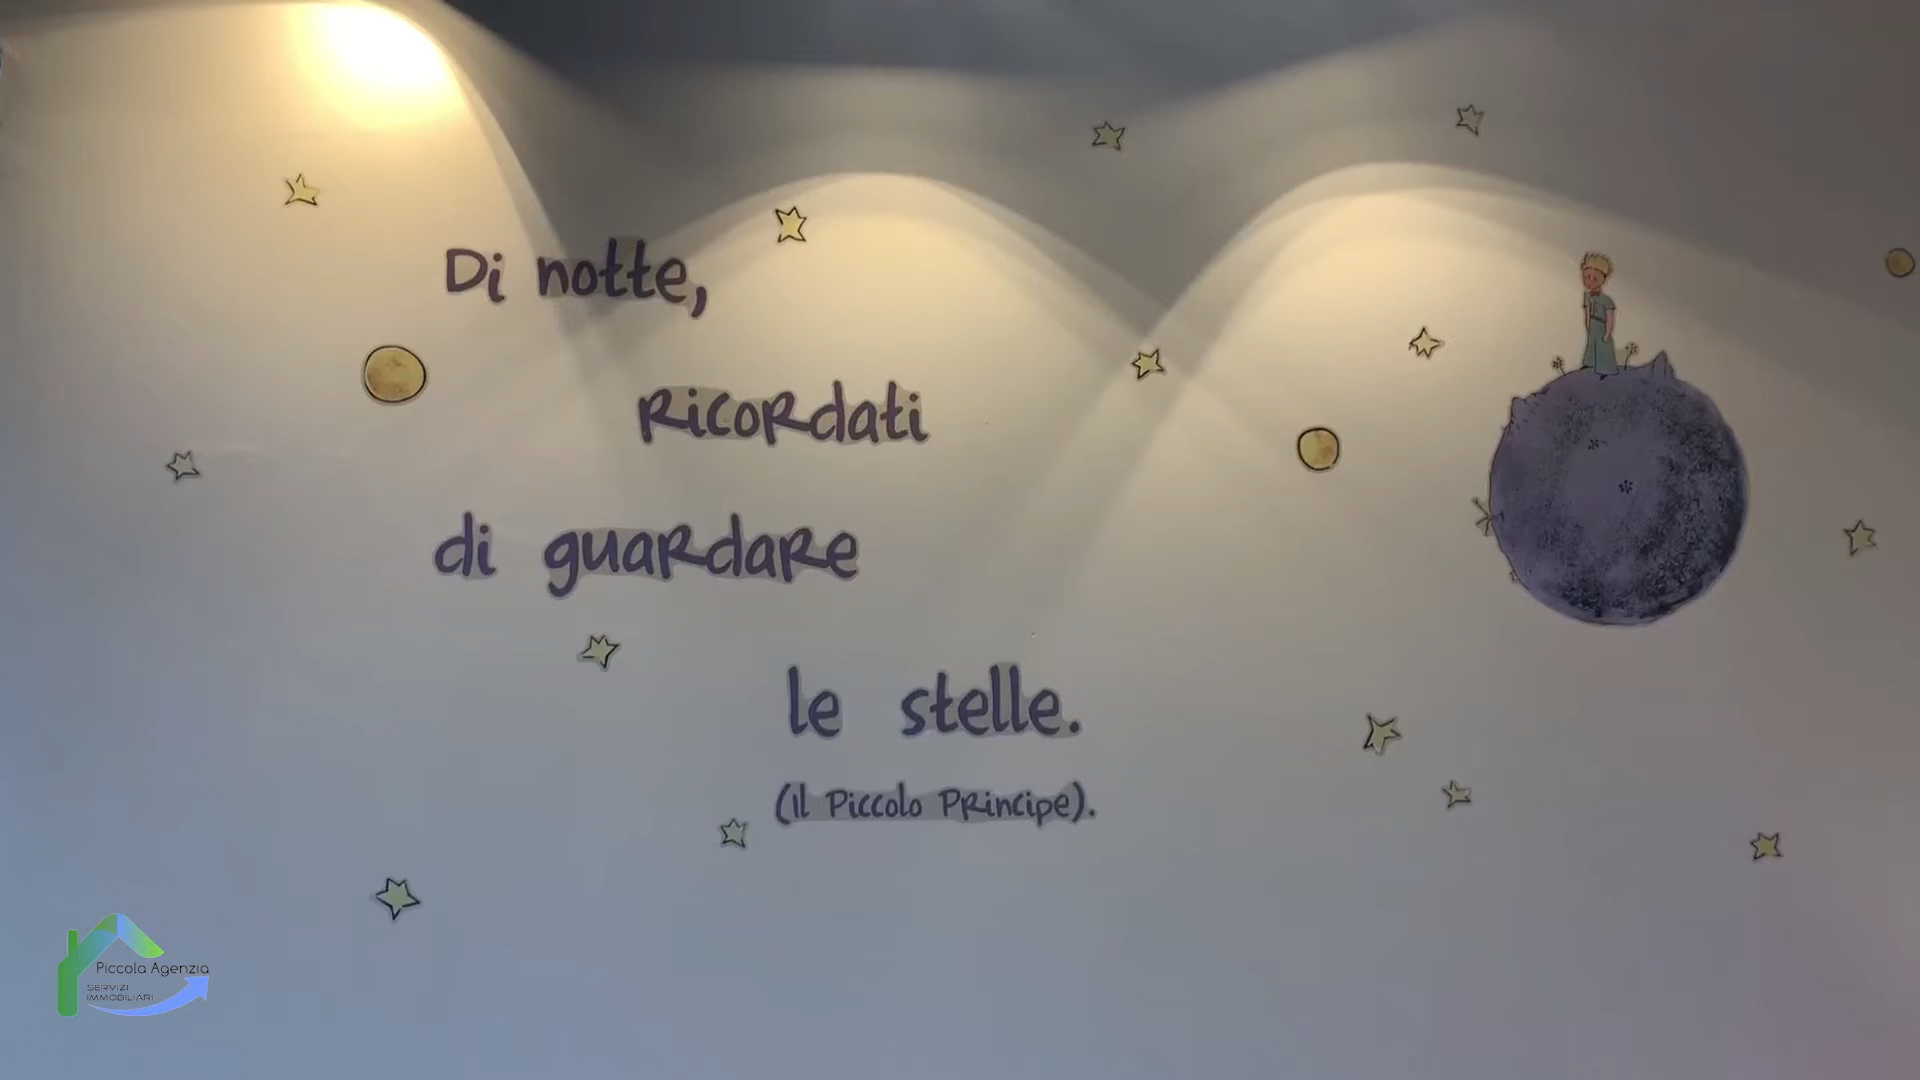 Di notte,
ricordati
di guardare
le stelle.
(Il Piccolo Principe).
Piccola Agenzia
SERVIZI
IMMOBILIARI